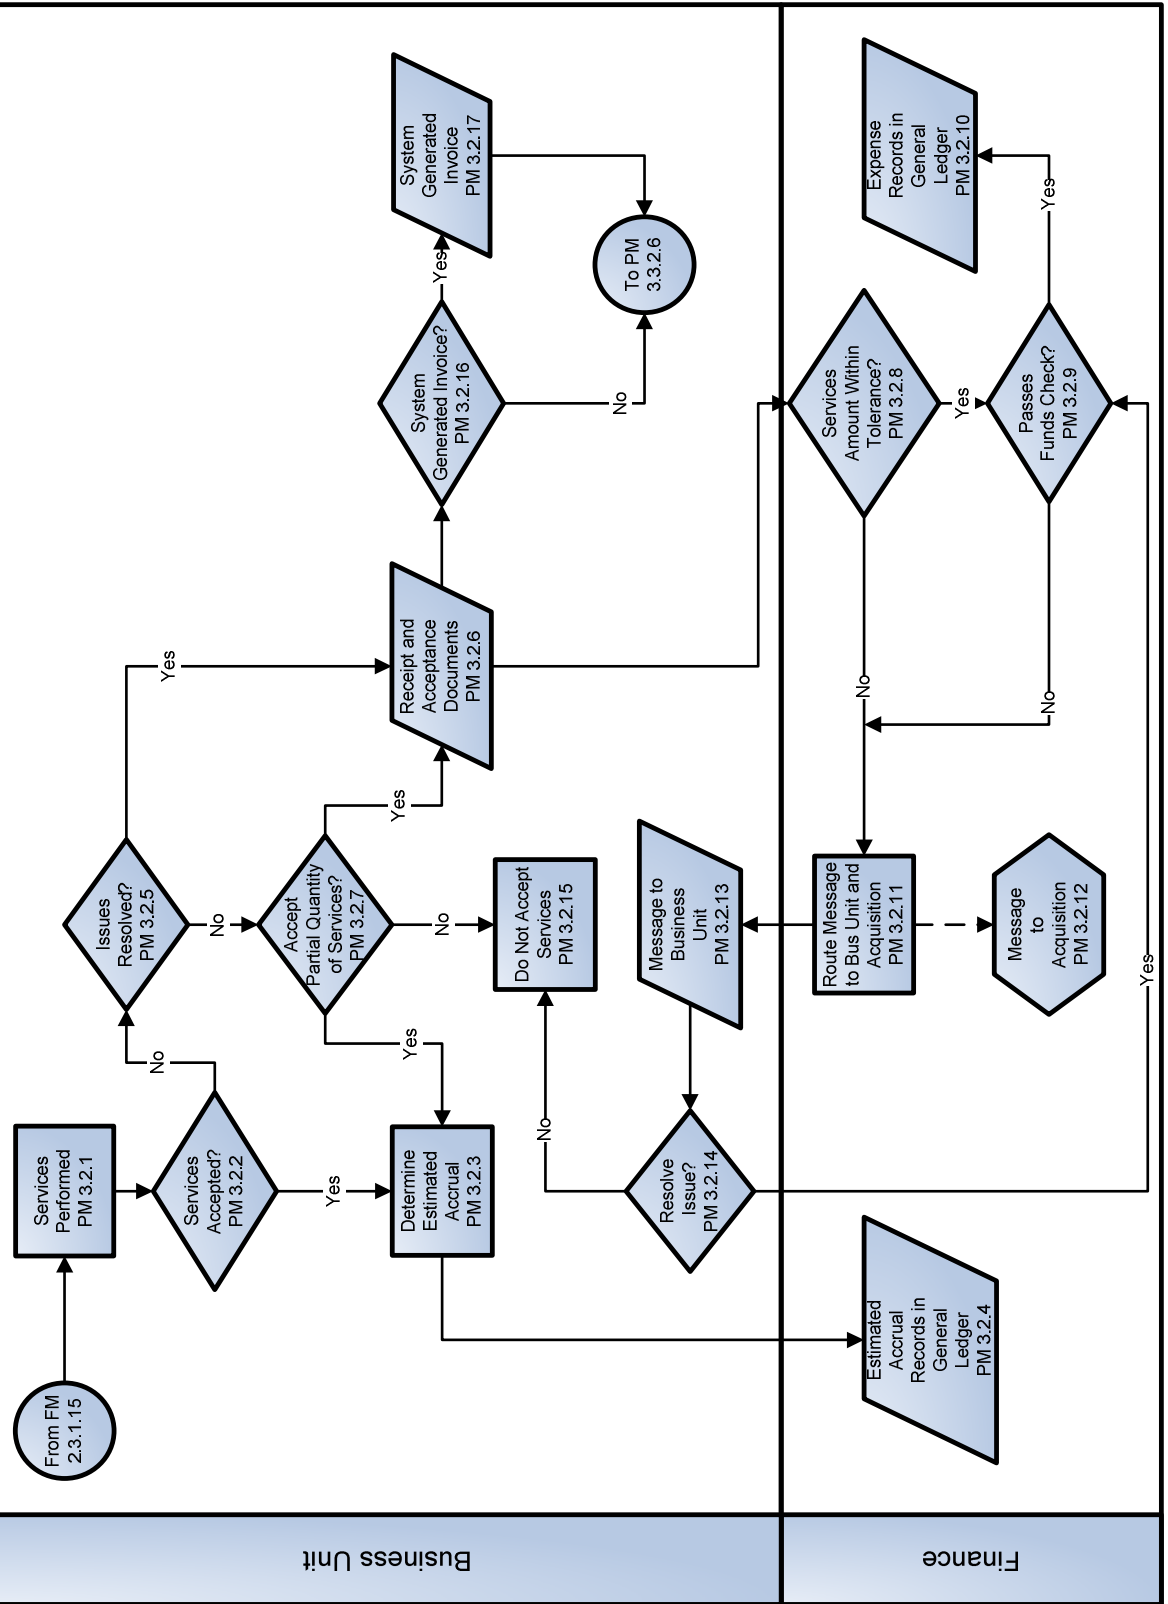 From FM
2.3.1.15
Services
Performed
PM 3.2.1
Services
Accepted?
PM 3.2.2
No
Yes
Issues
Resolved?
PM 3.2.5
Yes
No
Accept
Partial Quantity
of Services?
PM 3.2.7
Yes
Yes
No
Determine
Estimated
Accrual
PM 3.2.3
Receipt and
Acceptance
Documents
PM 3.2.6
System
Generated Invoice?
PM 3.2.16
Yes
No
System
Generated
Invoice
PM 3.2.17
To PM
3.3.2.6
Do Not Accept
Services
PM 3.2.15
No
Resolve
Issue?
PM 3.2.14
Message to
Business
Unit
PM 3.2.13
Business Unit
Estimated
Accrual
Records in
General
Ledger
PM 3.2.4
Route Message
to Bus Unit and
Acquisition
PM 3.2.11
No
Services
Amount Within
Tolerance?
PM 3.2.8
Yes
Expense
Records in
General
Ledger
PM 3.2.10
Message
to
Acquisition
PM 3.2.12
No
Passes
Funds Check?
PM 3.2.9
Yes
Yes
Finance